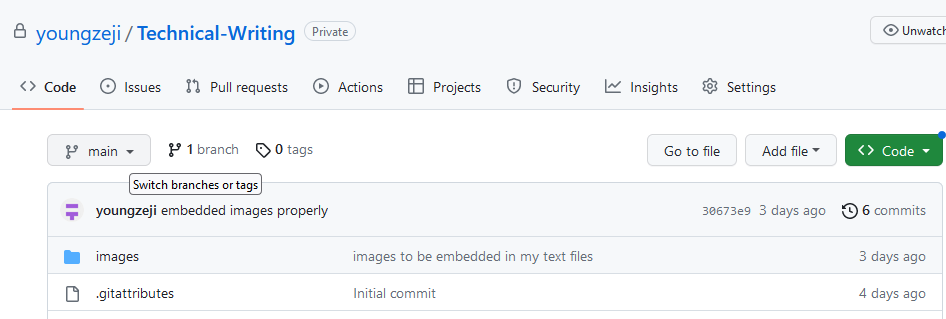 youngzeji / Technical-Writing Private Unwatch
Code Issues Pull requests Actions Projects Security Insights Settings
main 1 branch 0 tags Go to file Add file Code
Switch branches or tags
youngzeji embedded images properly 30673e9 3 days ago 6 commits
images images to be embedded in my text files 3 days ago
.gitattributes Initial commit 4 days ago